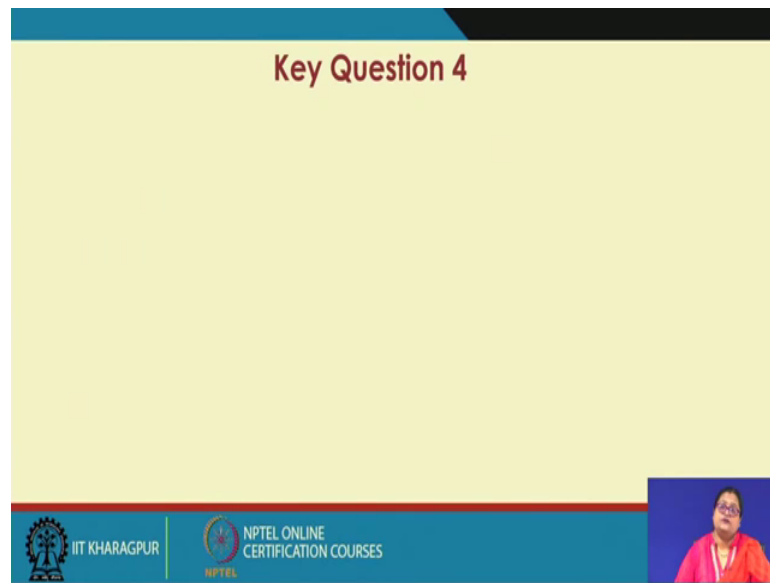 Key Question 4
IIT KHARAGPUR
NPTEL
NPTEL ONLINE
CERTIFICATION COURSES